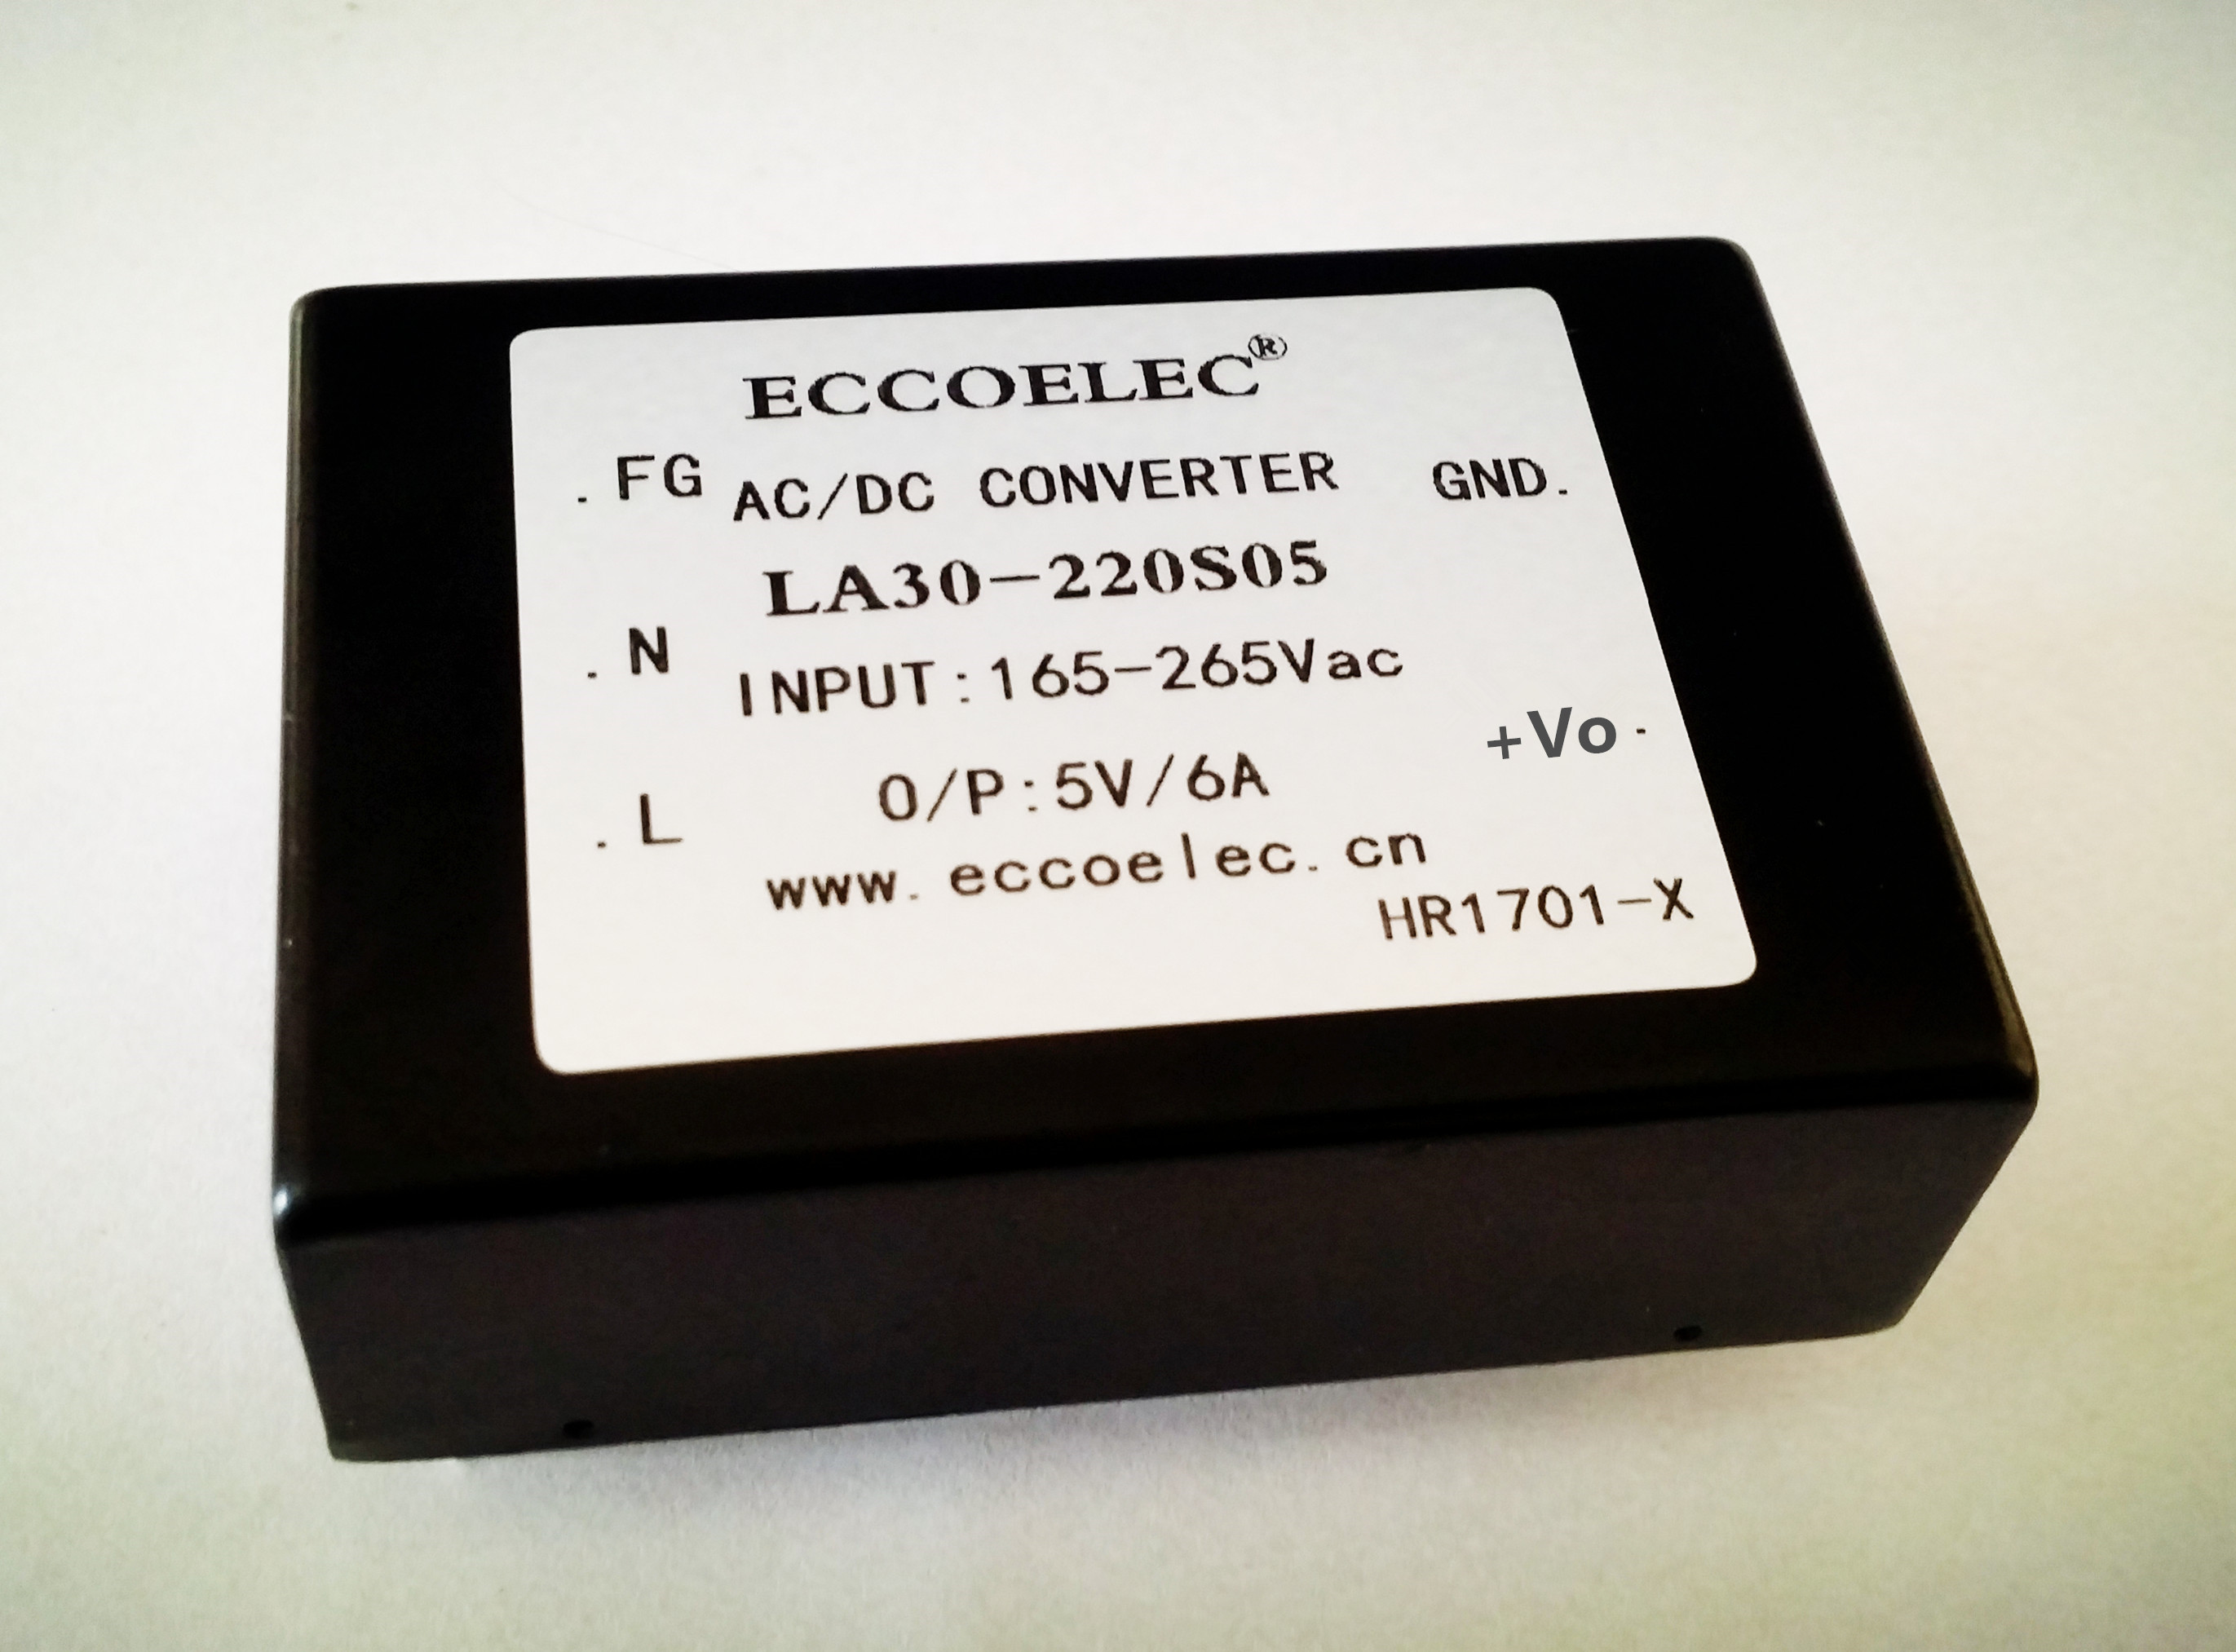 ECCOELEC®
. FG AC/DC CONVERTER GND.
LA30-220S05
. N INPUT:165-265Vac
+Vo .
. L O/P:5V/6A
www.eccoelec.cn
HR1701-X